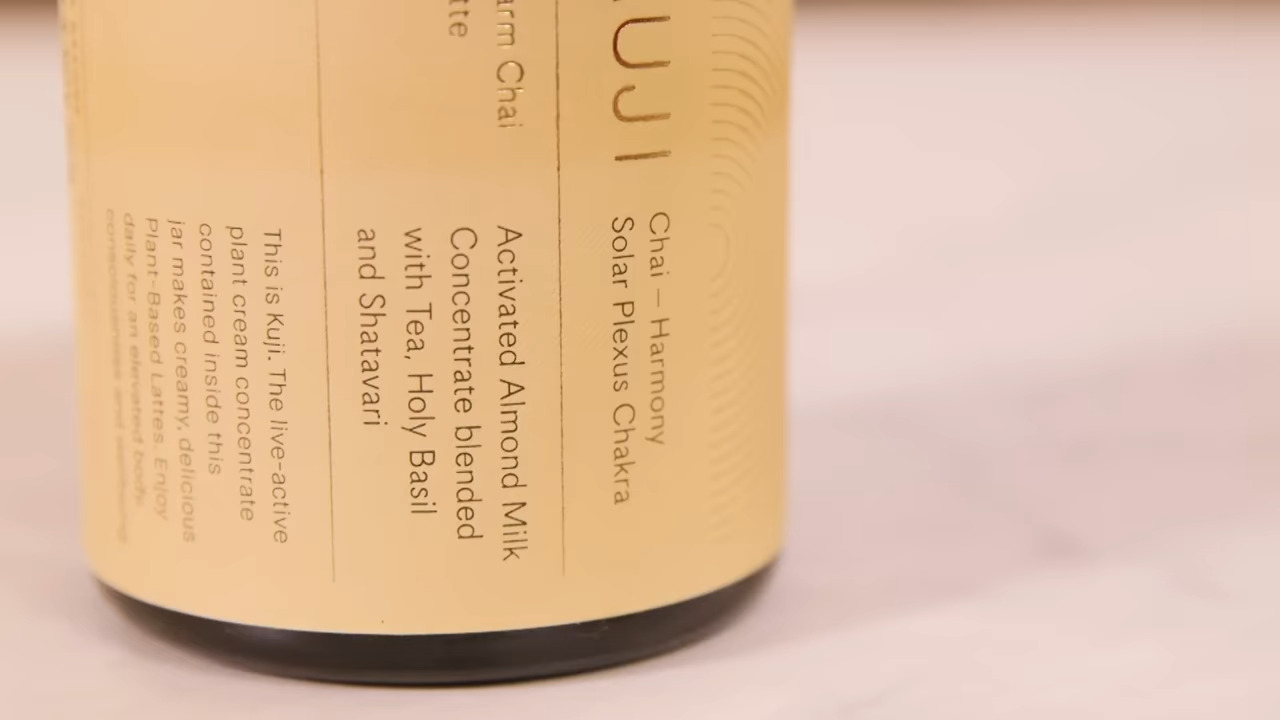 UJI
Chai – Harmony
Solar Plexus Chakra
arm Chai
tte
Activated Almond Milk
Concentrate blended
with Tea, Holy Basil
and Shatavari
This is Kuji. The live-active
plant cream concentrate
contained inside this
jar makes creamy, delicious
Plant-Based Lattes. Enjoy
daily for an elevated body,
consciousness and